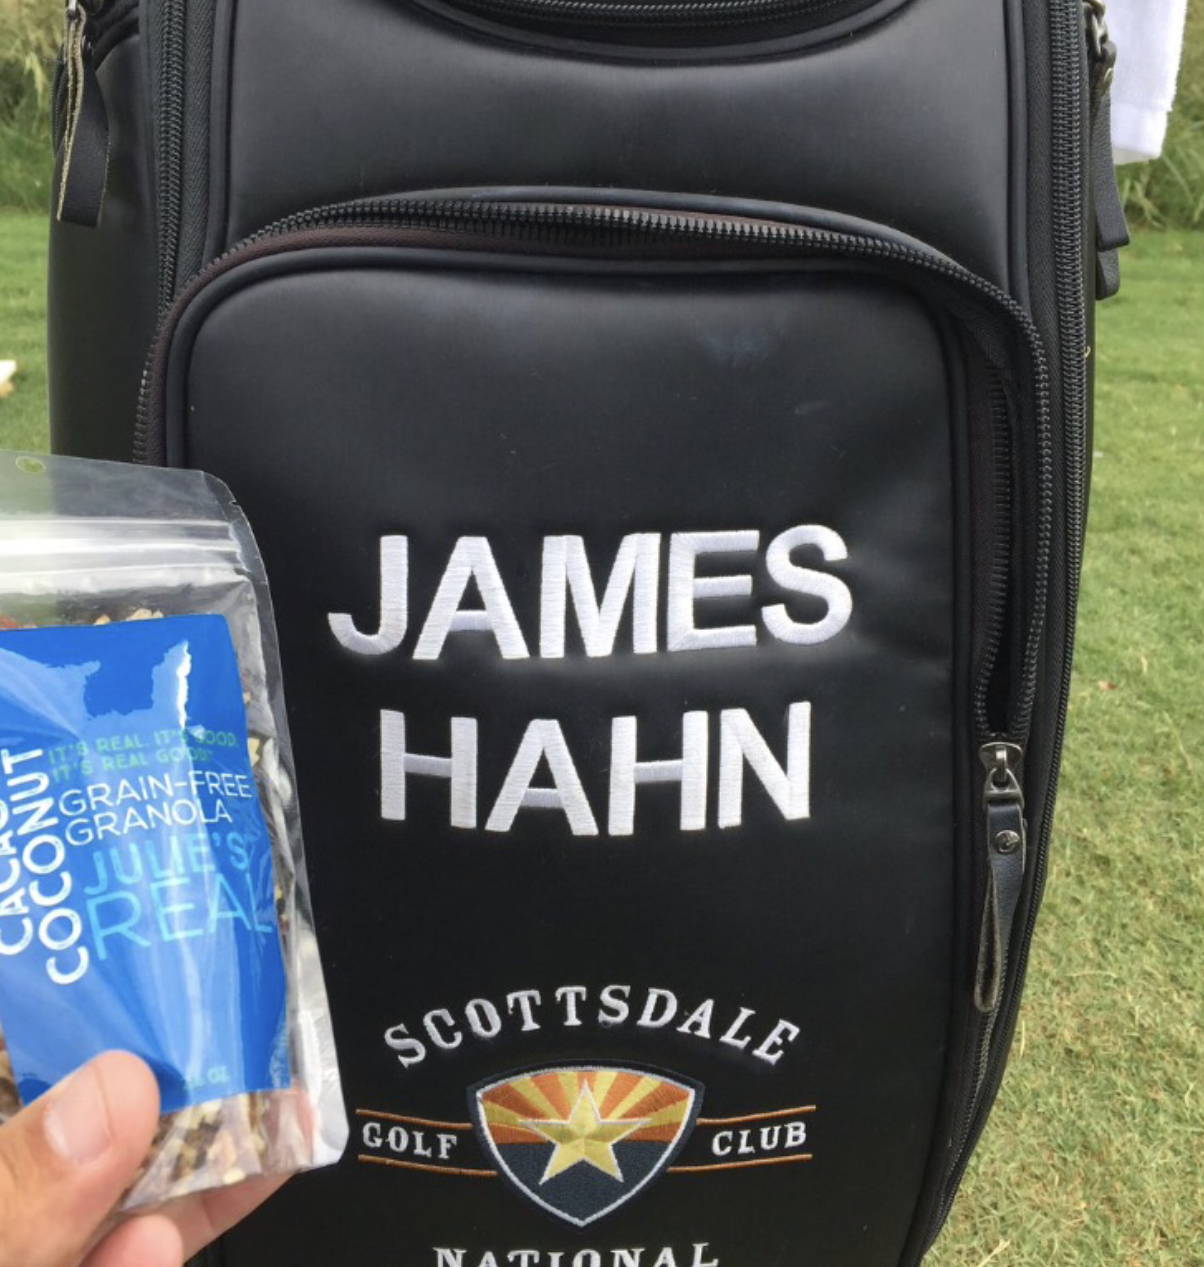 JAMES
HAHN
SCOTTSDALE
GOLF CLUB
NATIONAL
IT'S REAL. IT'S GOOD.
IT'S REAL GOOD
GRAIN-FREE
GRANOLA
JULIE'S
REAL
CACAO
COCONUT
OZ.